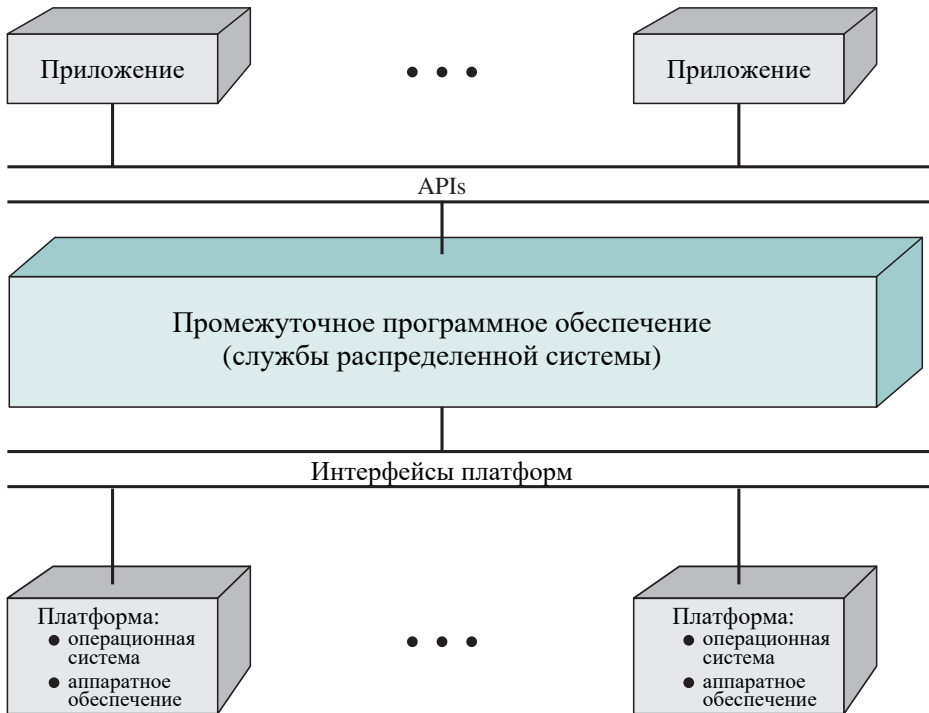 Приложение
• • •
Приложение
APIs
Промежуточное программное обеспечение
(службы распределенной системы)
Интерфейсы платформ
Платформа:
• операционная
система
• аппаратное
обеспечение
• • •
Платформа:
• операционная
система
• аппаратное
обеспечение